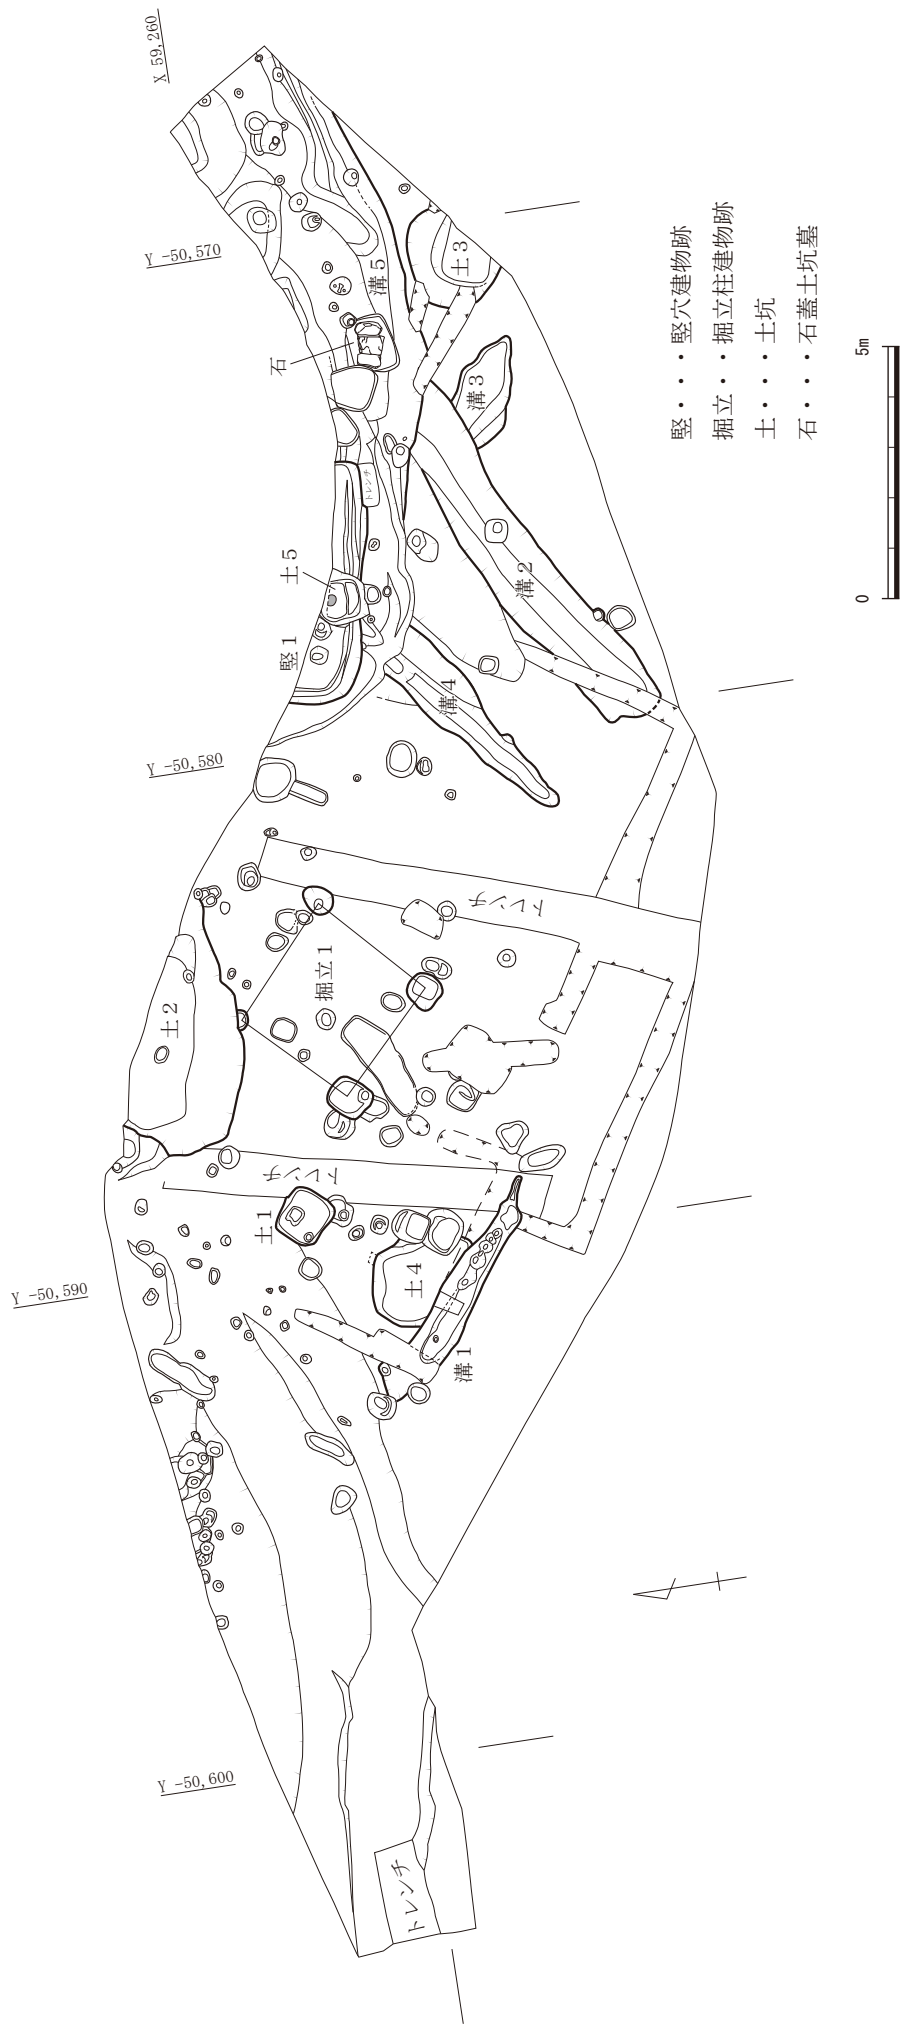 X 59,260
Y -50,570
Y -50,580
Y -50,590
Y -50,600
土3
溝5
石
溝3
トレンチ
土5
溝2
竪1
溝4
トレンチ
掘立1
土2
トレンチ
土1
土4
溝1
トレンチ
竪・・・竪穴建物跡
掘立・・掘立柱建物跡
土・・・土坑
石・・・石蓋土坑墓
0 5m